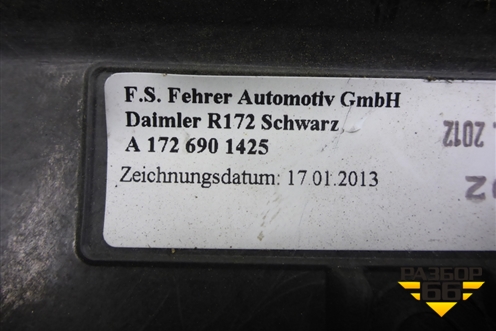 F.S. Fehrer Automotiv GmbH
Daimler R172 Schwarz
A 172 690 1425
Zeichnungsdatum: 17.01.2013
. 2012
РАЗБОР
66